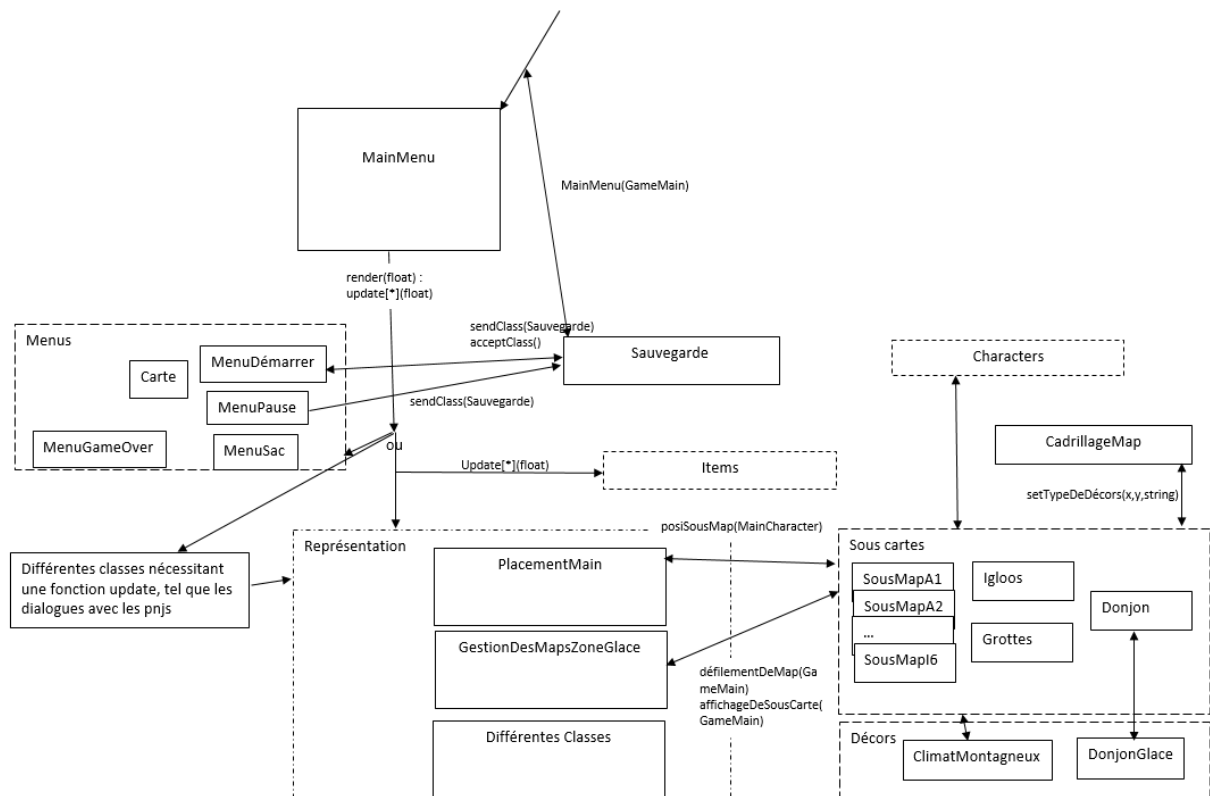 MainMenu
MainMenu(GameMain)
render(float) :
update[*](float)
Menus
MenuDémarrer
Carte
MenuPause
MenuGameOver
MenuSac
sendClass(Sauvegarde)
acceptClass()
Sauvegarde
sendClass(Sauvegarde)
Characters
CadrillageMap
ou
Update[*](float)
Items
setTypeDeDécors(x,y,string)
posiSousMap(MainCharacter)
Représentation
PlacementMain
Sous cartes
SousMapA1
SousMapA2
...
SousMapI6
Igloos
Grottes
Donjon
Différentes classes nécessitant
une fonction update, tel que les
dialogues avec les pnjs
GestionDesMapsZoneGlace
défilementDeMap(Ga
meMain)
affichageDeSousCarte(
GameMain)
Différentes Classes
Décors
ClimatMontagneux
DonjonGlace